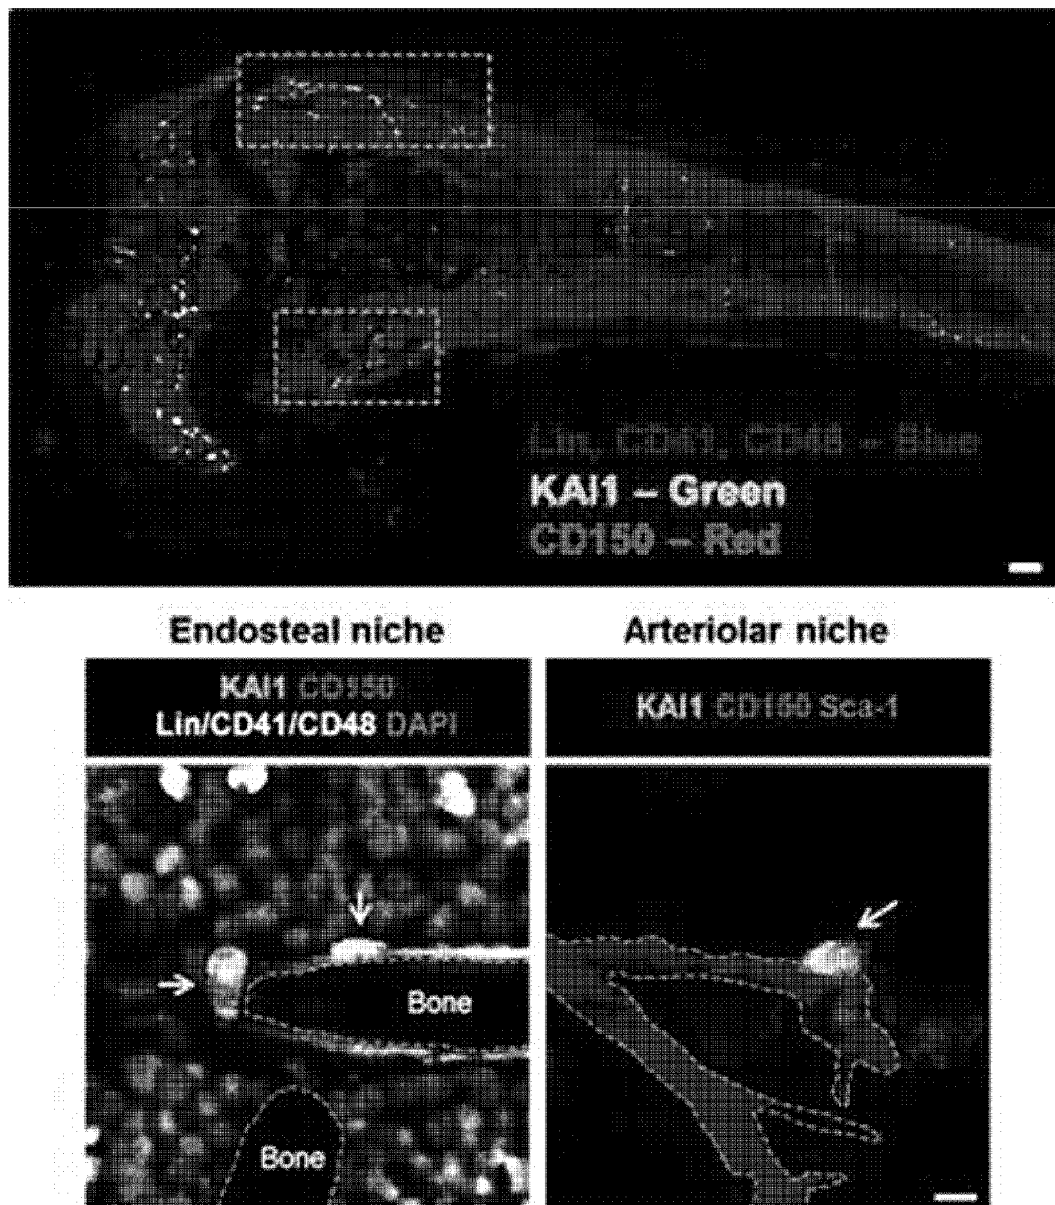 Lin, CD41, CD48 – Blue
KAI1 – Green
CD150 – Red
Endosteal niche
Arteriolar niche
KAI1 CD150
Lin/CD41/CD48 DAPI
KAI1 CD150 Sca-1
Bone
Bone